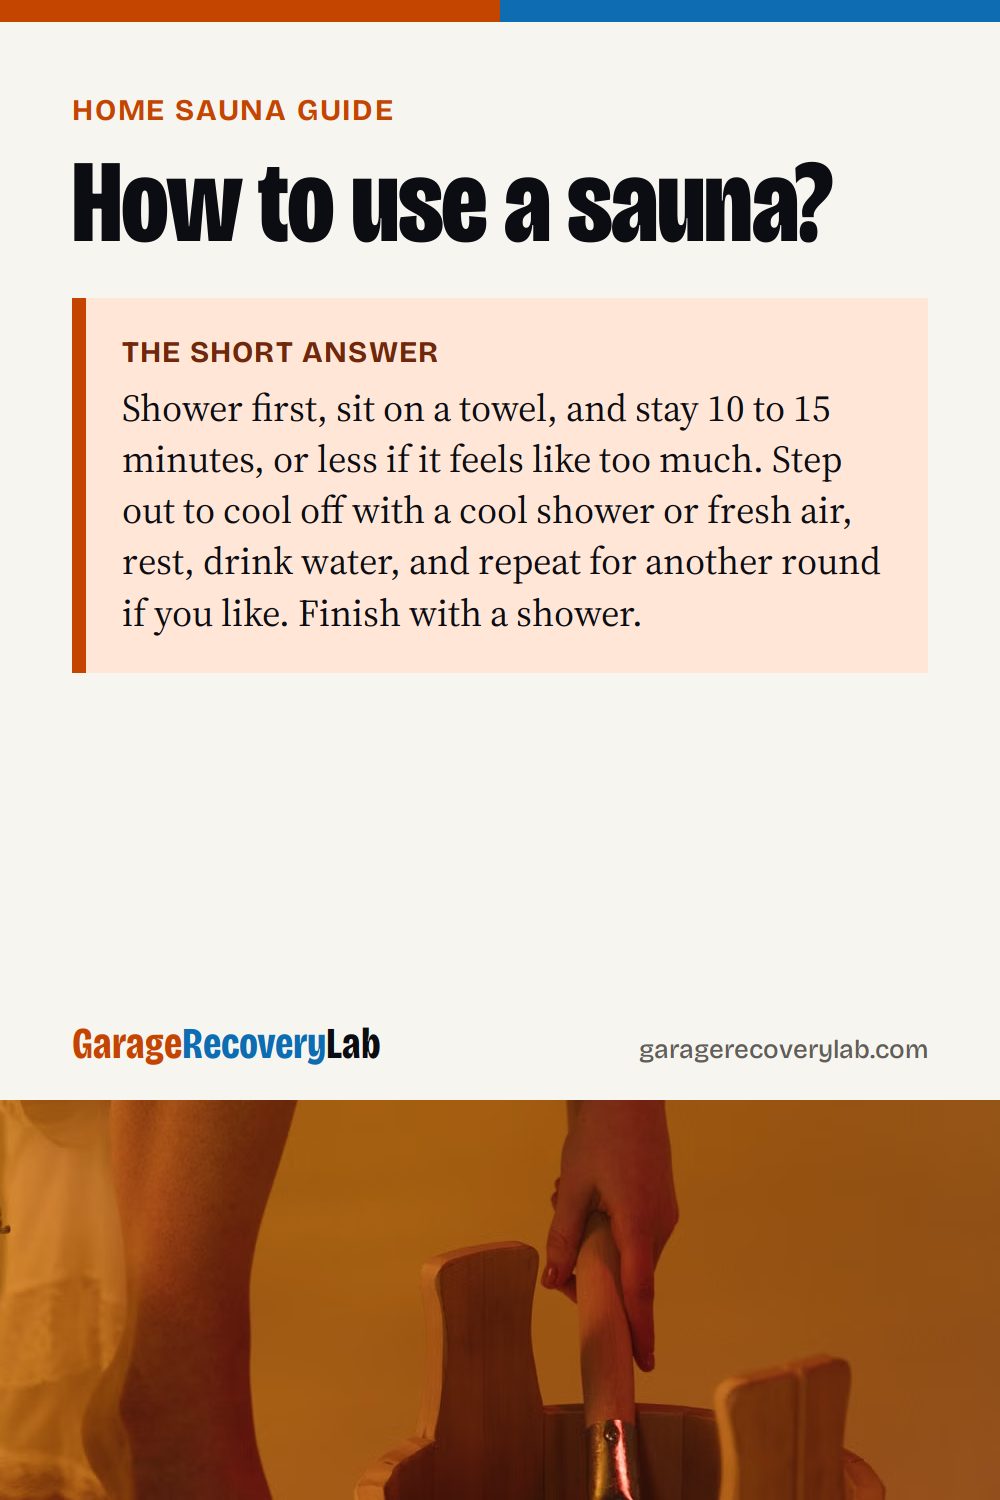 HOME SAUNA GUIDE
How to use a sauna?
THE SHORT ANSWER
Shower first, sit on a towel, and stay 10 to 15
minutes, or less if it feels like too much. Step
out to cool off with a cool shower or fresh air,
rest, drink water, and repeat for another round
if you like. Finish with a shower.
GarageRecoveryLab
garagerecoverylab.com